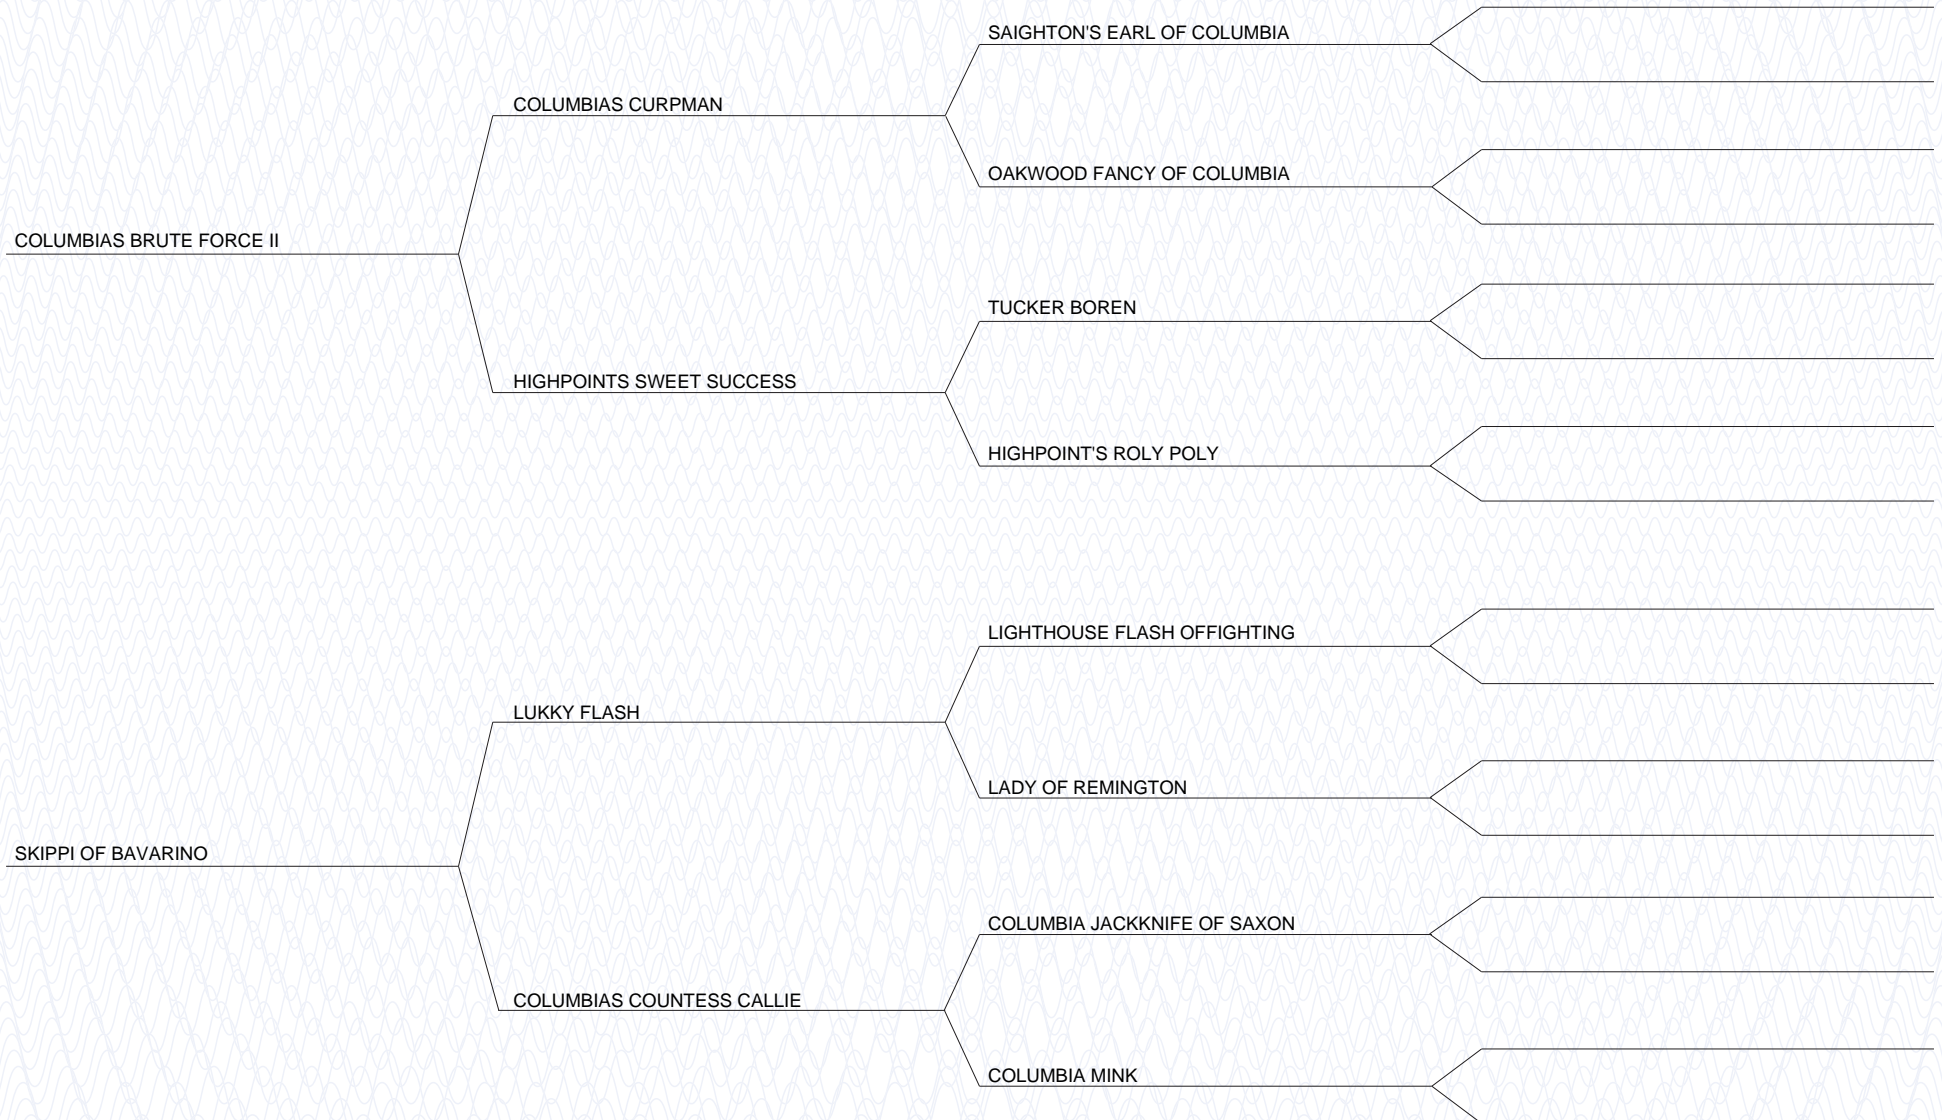 SAIGHTON'S EARL OF COLUMBIA
COLUMBIAS CURPMAN
OAKWOOD FANCY OF COLUMBIA
COLUMBIAS BRUTE FORCE II
TUCKER BOREN
HIGHPOINTS SWEET SUCCESS
HIGHPOINT'S ROLY POLY
LIGHTHOUSE FLASH OFFIGHTING
LUKKY FLASH
LADY OF REMINGTON
SKIPPI OF BAVARINO
COLUMBIA JACKKNIFE OF SAXON
COLUMBIAS COUNTESS CALLIE
COLUMBIA MINK